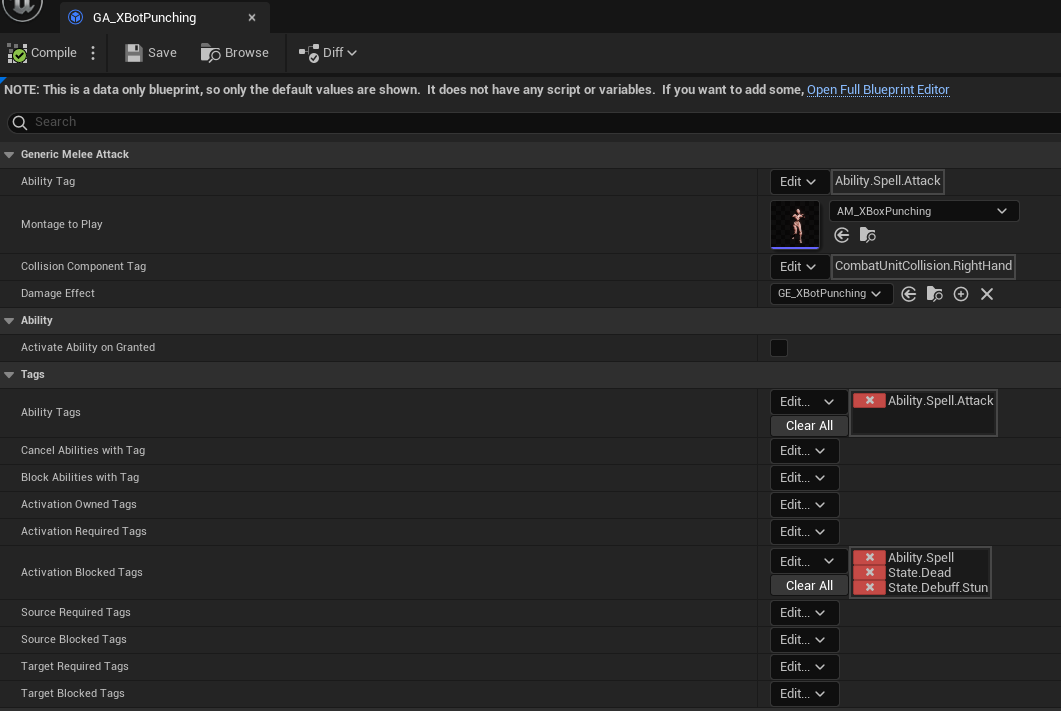 GA_XBotPunching
Compile
Save
Browse
Diff
NOTE: This is a data only blueprint, so only the default values are shown.  It does not have any script or variables.  If you want to add some, Open Full Blueprint Editor
Search
Generic Melee Attack
Ability Tag
Edit
Ability.Spell.Attack
Montage to Play
AM_XBoxPunching
Collision Component Tag
Edit
CombatUnitCollision.RightHand
Damage Effect
GE_XBotPunching
Ability
Activate Ability on Granted
Tags
Ability Tags
Edit...
Ability.Spell.Attack
Clear All
Cancel Abilities with Tag
Edit...
Block Abilities with Tag
Edit...
Activation Owned Tags
Edit...
Activation Required Tags
Edit...
Activation Blocked Tags
Edit...
Clear All
Ability.Spell
State.Dead
State.Debuff.Stun
Source Required Tags
Edit...
Source Blocked Tags
Edit...
Target Required Tags
Edit...
Target Blocked Tags
Edit...